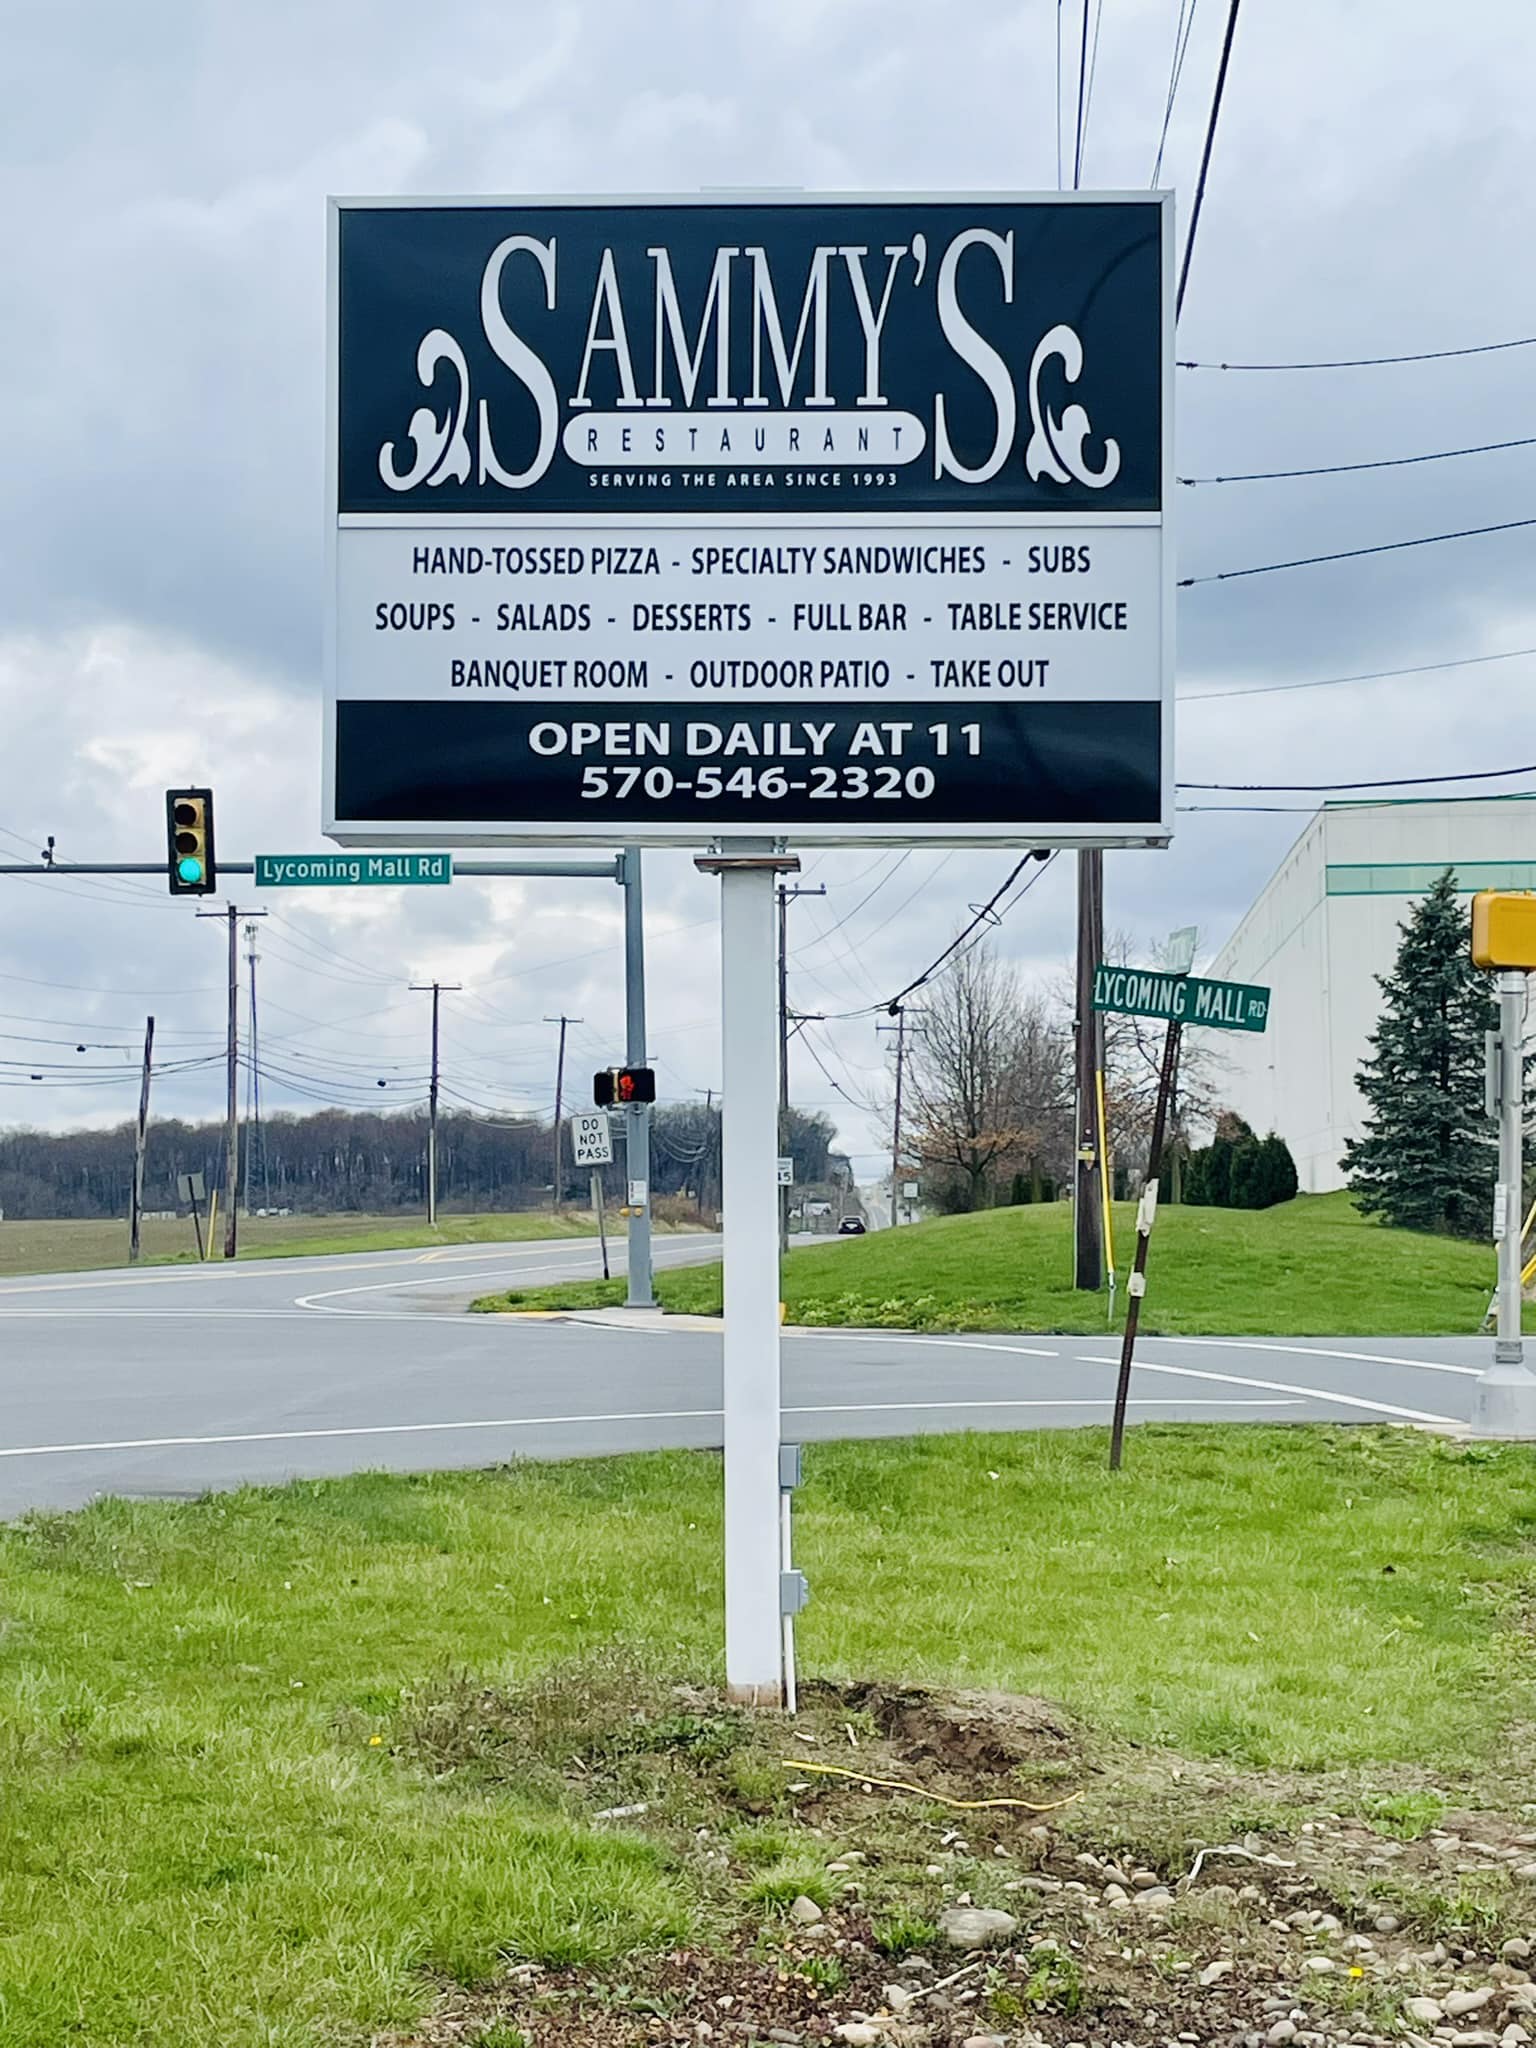 SAMMY'S
RESTAURANT
SERVING THE AREA SINCE 1993
HAND-TOSSED PIZZA - SPECIALTY SANDWICHES - SUBS
SOUPS - SALADS - DESSERTS - FULL BAR - TABLE SERVICE
BANQUET ROOM - OUTDOOR PATIO - TAKE OUT
OPEN DAILY AT 11
570-546-2320
Lycoming Mall Rd
LYCOMING MALL RD
DO
NOT
PASS
45